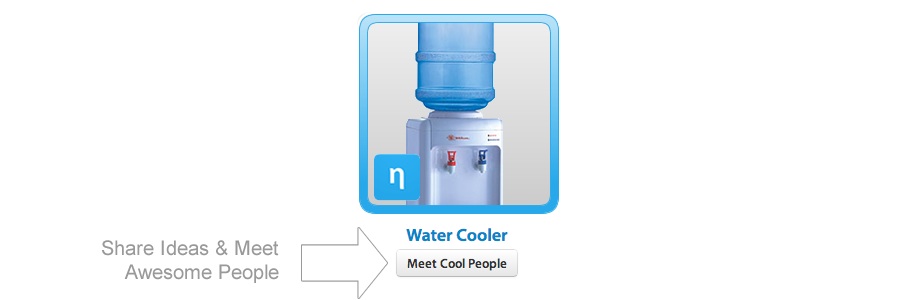 η
Water Cooler
Share Ideas & Meet
Awesome People
Meet Cool People